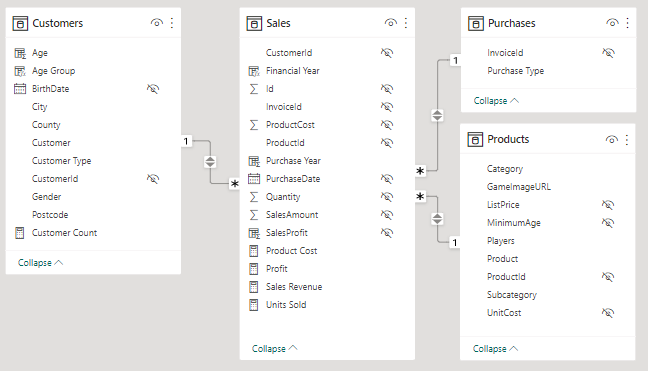 Customers
Age
Age Group
BirthDate
City
County
Customer
Customer Type
CustomerId
Gender
Postcode
Customer Count
Collapse
1
*
Sales
CustomerId
Financial Year
Id
InvoiceId
ProductCost
ProductId
Purchase Year
PurchaseDate
Quantity
SalesAmount
SalesProfit
Product Cost
Profit
Sales Revenue
Units Sold
Collapse
1
*
*
1
Purchases
InvoiceId
Purchase Type
Collapse
Products
Category
GameImageURL
ListPrice
MinimumAge
Players
Product
ProductId
Subcategory
UnitCost
Collapse